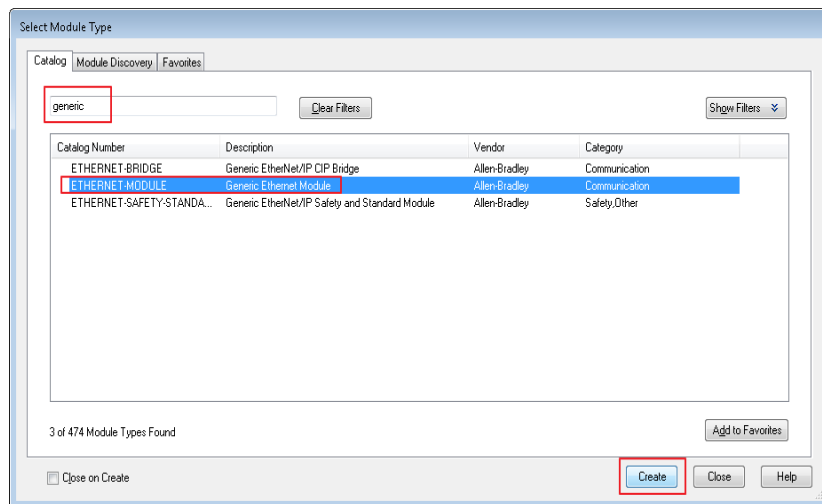 Select Module Type
Catalog Module Discovery Favorites
generic Clear Filters Show Filters
Catalog Number Description Vendor Category
ETHERNET-BRIDGE Generic EtherNet/IP CIP Bridge Allen-Bradley Communication
ETHERNET-MODULE Generic Ethernet Module Allen-Bradley Communication
ETHERNET-SAFETY-STANDA... Generic EtherNet/IP Safety and Standard Module Allen-Bradley Safety,Other
3 of 474 Module Types Found Add to Favorites
Close on Create Create Close Help